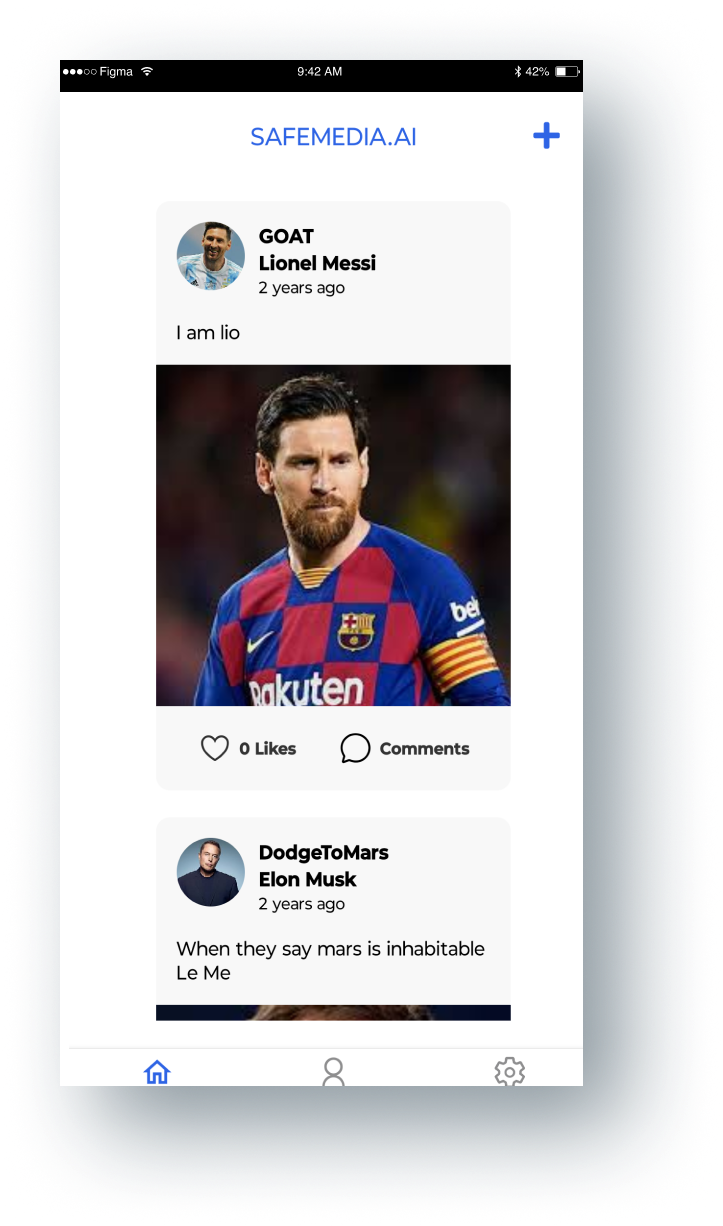 Figma
9:42 AM
42%
SAFEMEDIA.AI
GOAT
Lionel Messi
2 years ago
I am lio
beko
Rakuten
0 Likes
Comments
DodgeToMars
Elon Musk
2 years ago
When they say mars is inhabitable
Le Me